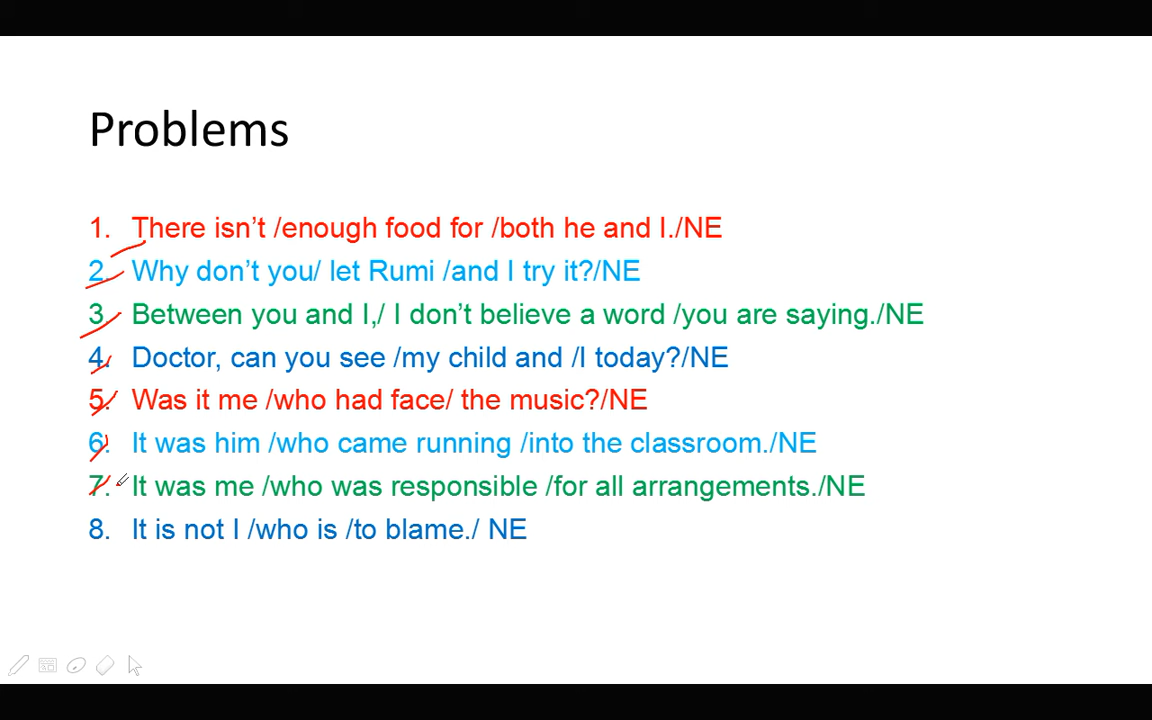 Problems
1. There isn't /enough food for /both he and I./NE
2. Why don't you/ let Rumi /and I try it?/NE
3. Between you and I,/ I don't believe a word /you are saying./NE
4. Doctor, can you see /my child and /I today?/NE
5. Was it me /who had face/ the music?/NE
6. It was him /who came running /into the classroom./NE
7. It was me /who was responsible /for all arrangements./NE
8. It is not I /who is /to blame./ NE